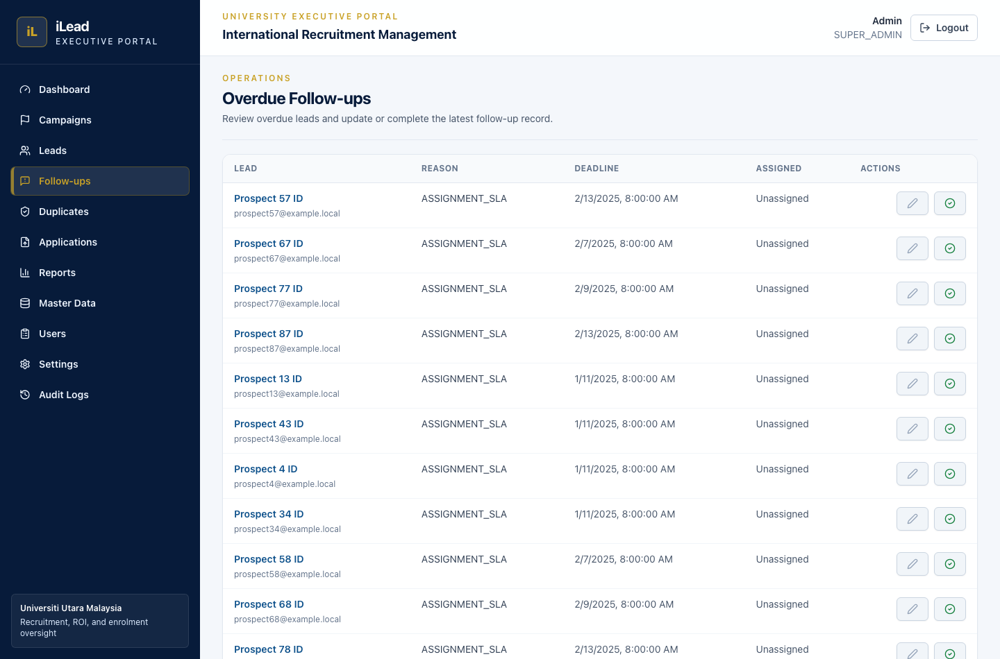 iL
iLead
EXECUTIVE PORTAL
Dashboard
Campaigns
Leads
Follow-ups
Duplicates
Applications
Reports
Master Data
Users
Settings
Audit Logs
Universiti Utara Malaysia
Recruitment, ROI, and enrolment
oversight
UNIVERSITY EXECUTIVE PORTAL
International Recruitment Management
Admin
SUPER_ADMIN
Logout
OPERATIONS
Overdue Follow-ups
Review overdue leads and update or complete the latest follow-up record.
LEAD REASON DEADLINE ASSIGNED ACTIONS
Prospect 57 ID ASSIGNMENT_SLA 2/13/2025, 8:00:00 AM Unassigned
prospect57@example.local
Prospect 67 ID ASSIGNMENT_SLA 2/7/2025, 8:00:00 AM Unassigned
prospect67@example.local
Prospect 77 ID ASSIGNMENT_SLA 2/9/2025, 8:00:00 AM Unassigned
prospect77@example.local
Prospect 87 ID ASSIGNMENT_SLA 2/13/2025, 8:00:00 AM Unassigned
prospect87@example.local
Prospect 13 ID ASSIGNMENT_SLA 1/11/2025, 8:00:00 AM Unassigned
prospect13@example.local
Prospect 43 ID ASSIGNMENT_SLA 1/11/2025, 8:00:00 AM Unassigned
prospect43@example.local
Prospect 4 ID ASSIGNMENT_SLA 1/11/2025, 8:00:00 AM Unassigned
prospect4@example.local
Prospect 34 ID ASSIGNMENT_SLA 1/11/2025, 8:00:00 AM Unassigned
prospect34@example.local
Prospect 58 ID ASSIGNMENT_SLA 2/7/2025, 8:00:00 AM Unassigned
prospect58@example.local
Prospect 68 ID ASSIGNMENT_SLA 2/9/2025, 8:00:00 AM Unassigned
prospect68@example.local
Prospect 78 ID ASSIGNMENT_SLA 2/13/2025, 8:00:00 AM Unassigned